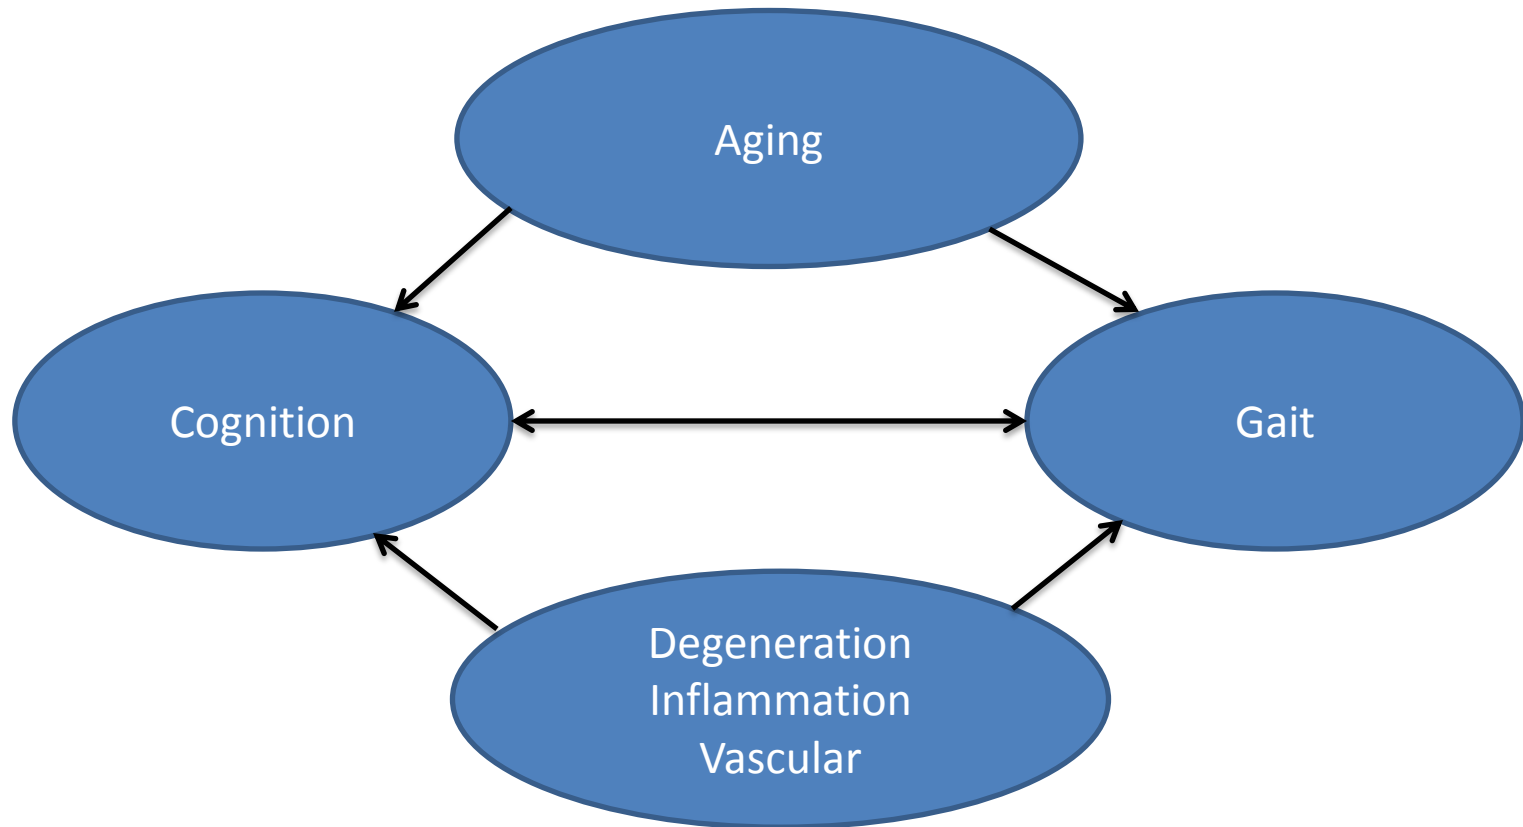 Aging
Cognition
Gait
Degeneration
Inflammation
Vascular